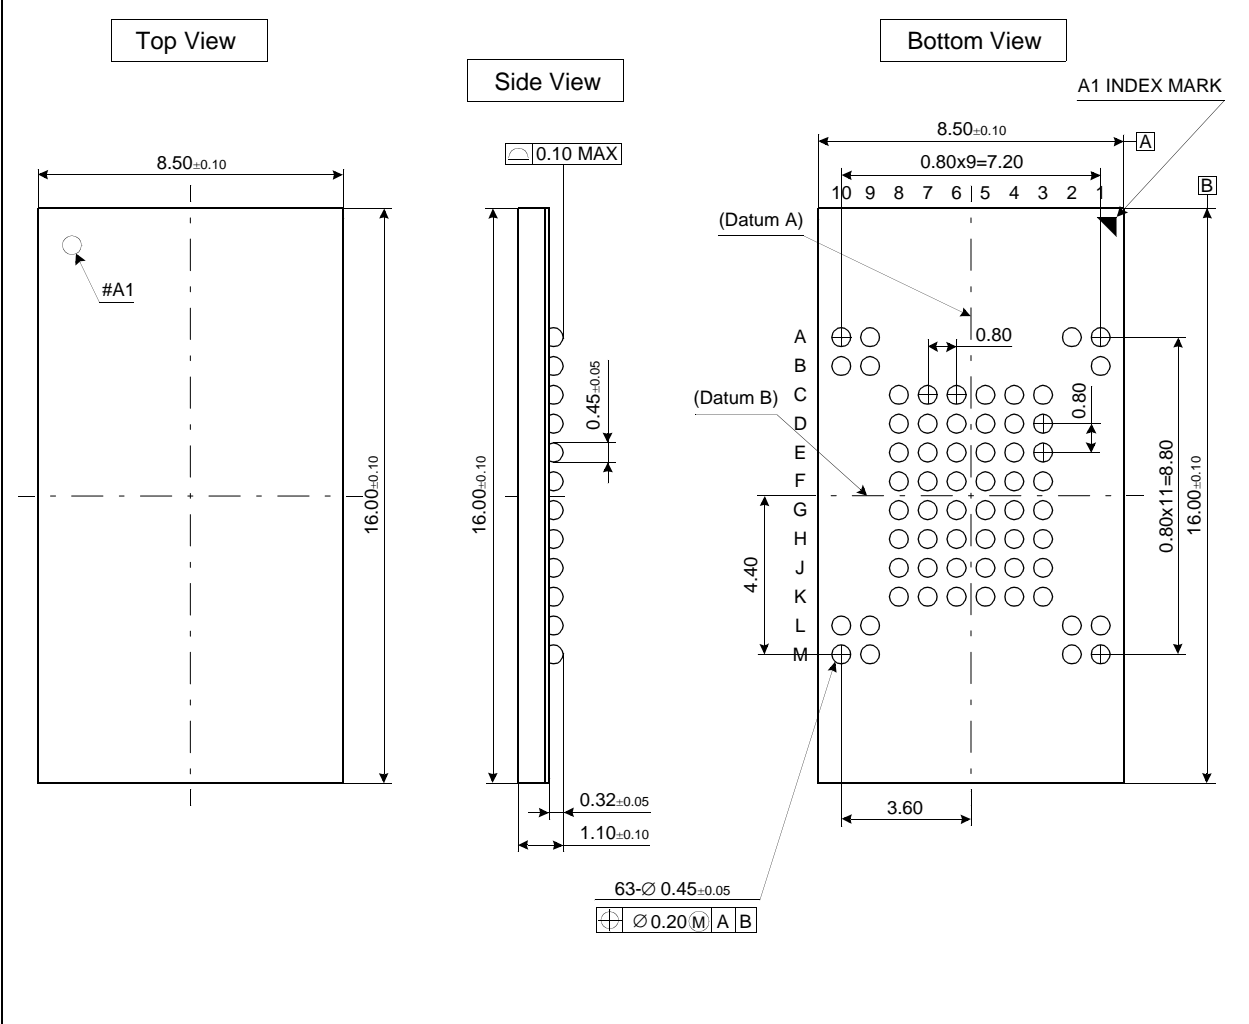 Top View
Bottom View
Side View
A1 INDEX MARK
8.50±0.10
A
0.10 MAX
8.50±0.10
0.80x9=7.20
10 9 8 7 6 5 4 3 2 1
B
(Datum A)
#A1
A
0.80
B
0.45±0.05
(Datum B)
C
0.80
D
E
16.00±0.10
16.00±0.10
F
0.80x11=8.80
16.00±0.10
G
H
4.40
J
K
L
M
0.32±0.05
3.60
1.10±0.10
63-∅ 0.45±0.05
⌖ ∅ 0.20 Ⓜ A B